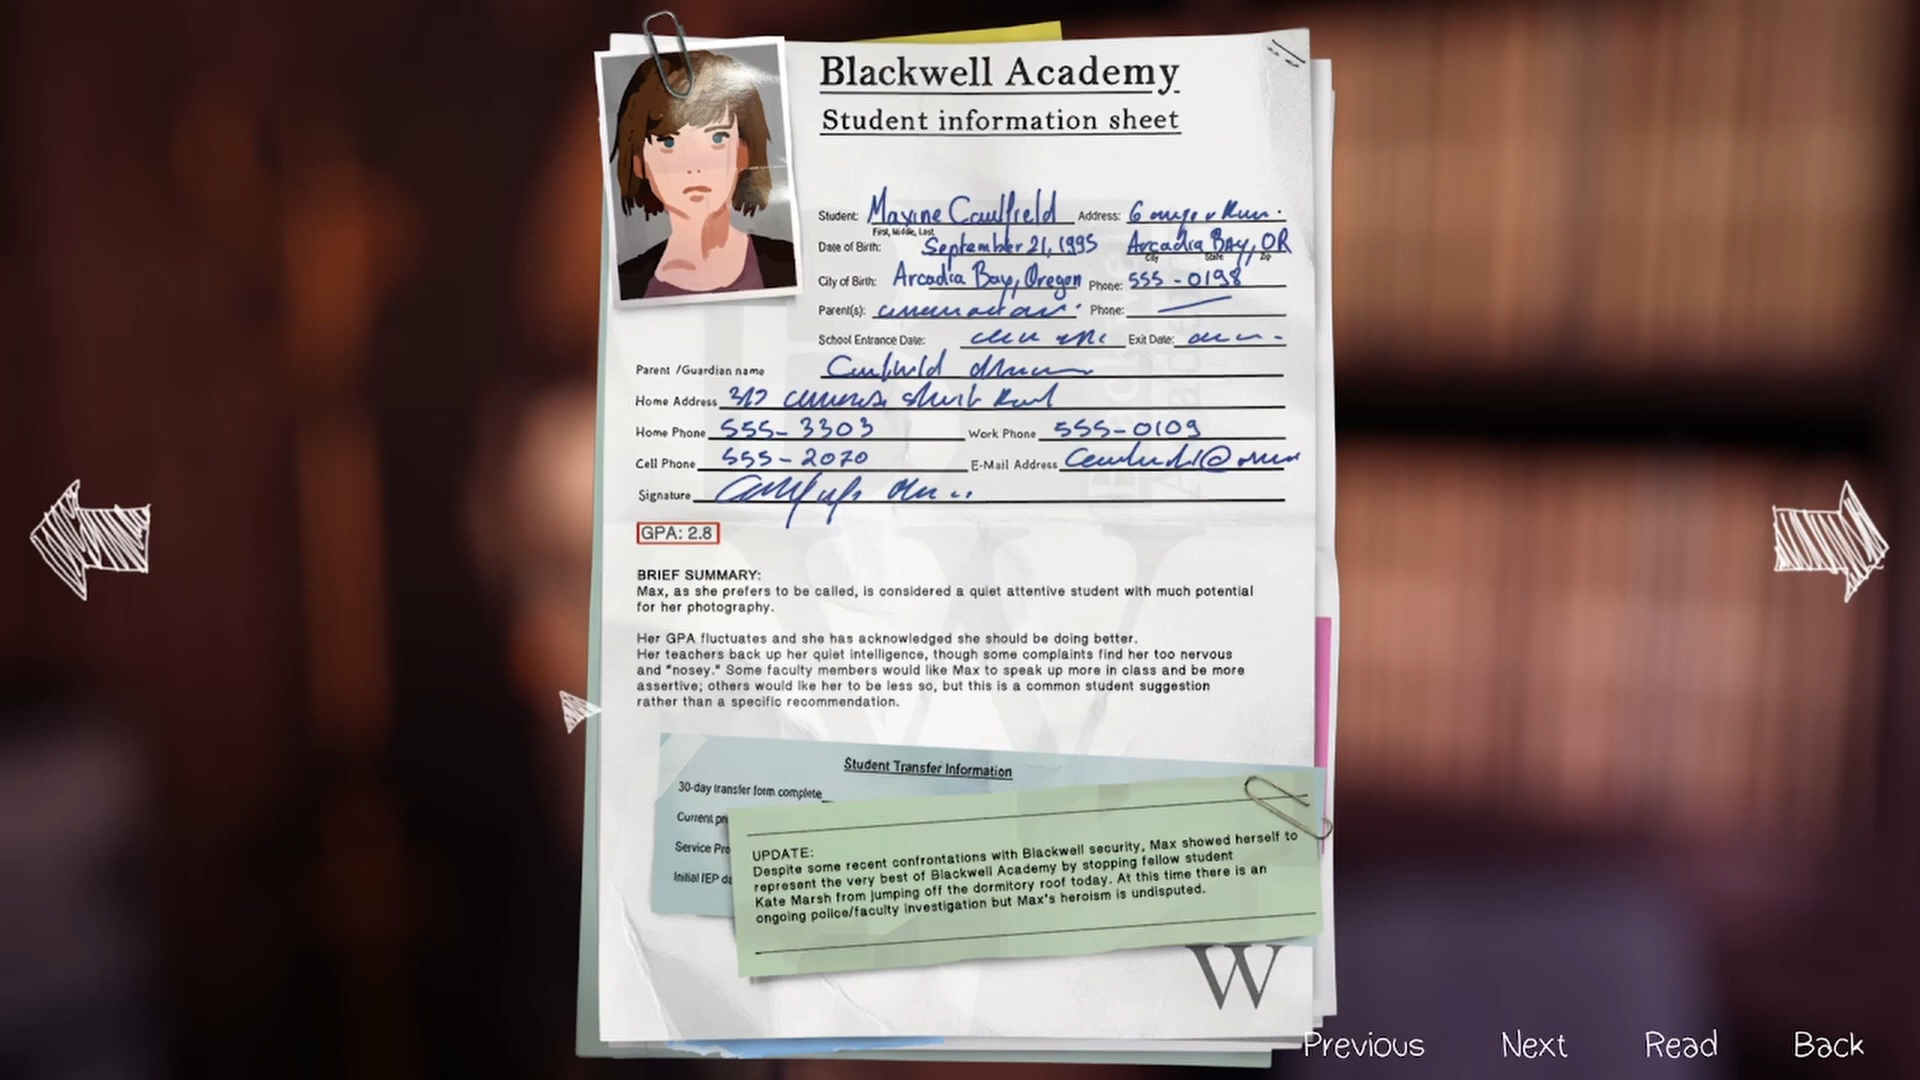 Blackwell Academy
Student information sheet
Student: Maxine Caulfield Address:
First, Middle, Last
Date of Birth: September 21, 1995 Arcadia Bay, OR
City State Zip
City of Birth: Arcadia Bay, Oregon Phone: 555-0198
Parent(s): Phone:
School Entrance Date: Exit Date:
Parent /Guardian name
Home Address
Home Phone 555-3303 Work Phone 555-0109
Cell Phone 555-2070 E-Mail Address
Signature
GPA: 2.8
BRIEF SUMMARY:
Max, as she prefers to be called, is considered a quiet attentive student with much potential
for her photography.
Her GPA fluctuates and she has acknowledged she should be doing better.
Her teachers back up her quiet intelligence, though some complaints find her too nervous
and "nosey." Some faculty members would like Max to speak up more in class and be more
assertive; others would lke her to be less so, but this is a common student suggestion
rather than a specific recommendation.
Student Transfer Information
30-day transfer form complete
Current pr
Service Pro
Initial IEP da
UPDATE:
Despite some recent confrontations with Blackwell security, Max showed herself to
represent the very best of Blackwell Academy by stopping fellow student
Kate Marsh from jumping off the dormitory roof today. At this time there is an
ongoing police/faculty investigation but Max's heroism is undisputed.
W
Previous Next Read Back